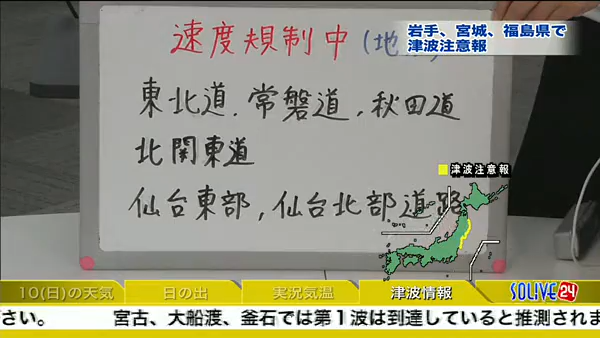 岩手、宮城、福島県で
津波注意報
速度規制中(地
東北道、常磐道，秋田道
北関東道
仙台東部，仙台北部道路
津波注意報
10(日)の天気 日の出 実況気温 津波情報 SOLiVE24
さい。 宮古、大船渡、釜石では第1波は到達していると推測されま